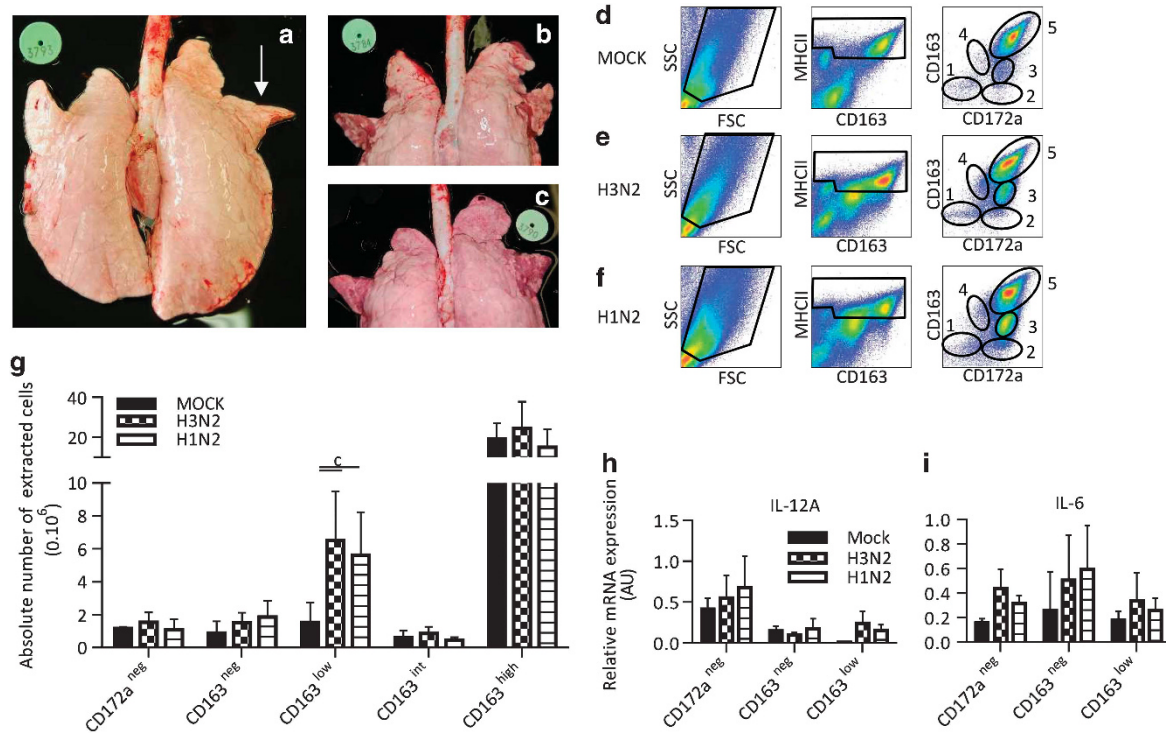 a
3793
b
3784
c
3790
d
MOCK
SSC
FSC
MHCII
CD163
CD163
CD172a
1
2
3
4
5
e
H3N2
SSC
FSC
MHCII
CD163
CD163
CD172a
1
2
3
4
5
f
H1N2
SSC
FSC
MHCII
CD163
CD163
CD172a
1
2
3
4
5
g
Absolute number of extracted cells
(0.10⁶)
40
20
10
8
6
4
2
0
MOCK
H3N2
H1N2
c
CD172a neg
CD163 neg
CD163 low
CD163 int
CD163 high
h
IL-12A
Relative mRNA expression
(AU)
1.5
1.0
0.5
0.0
Mock
H3N2
H1N2
CD172a neg
CD163 neg
CD163 low
i
IL-6
1.0
0.8
0.6
0.4
0.2
0.0
CD172a neg
CD163 neg
CD163 low